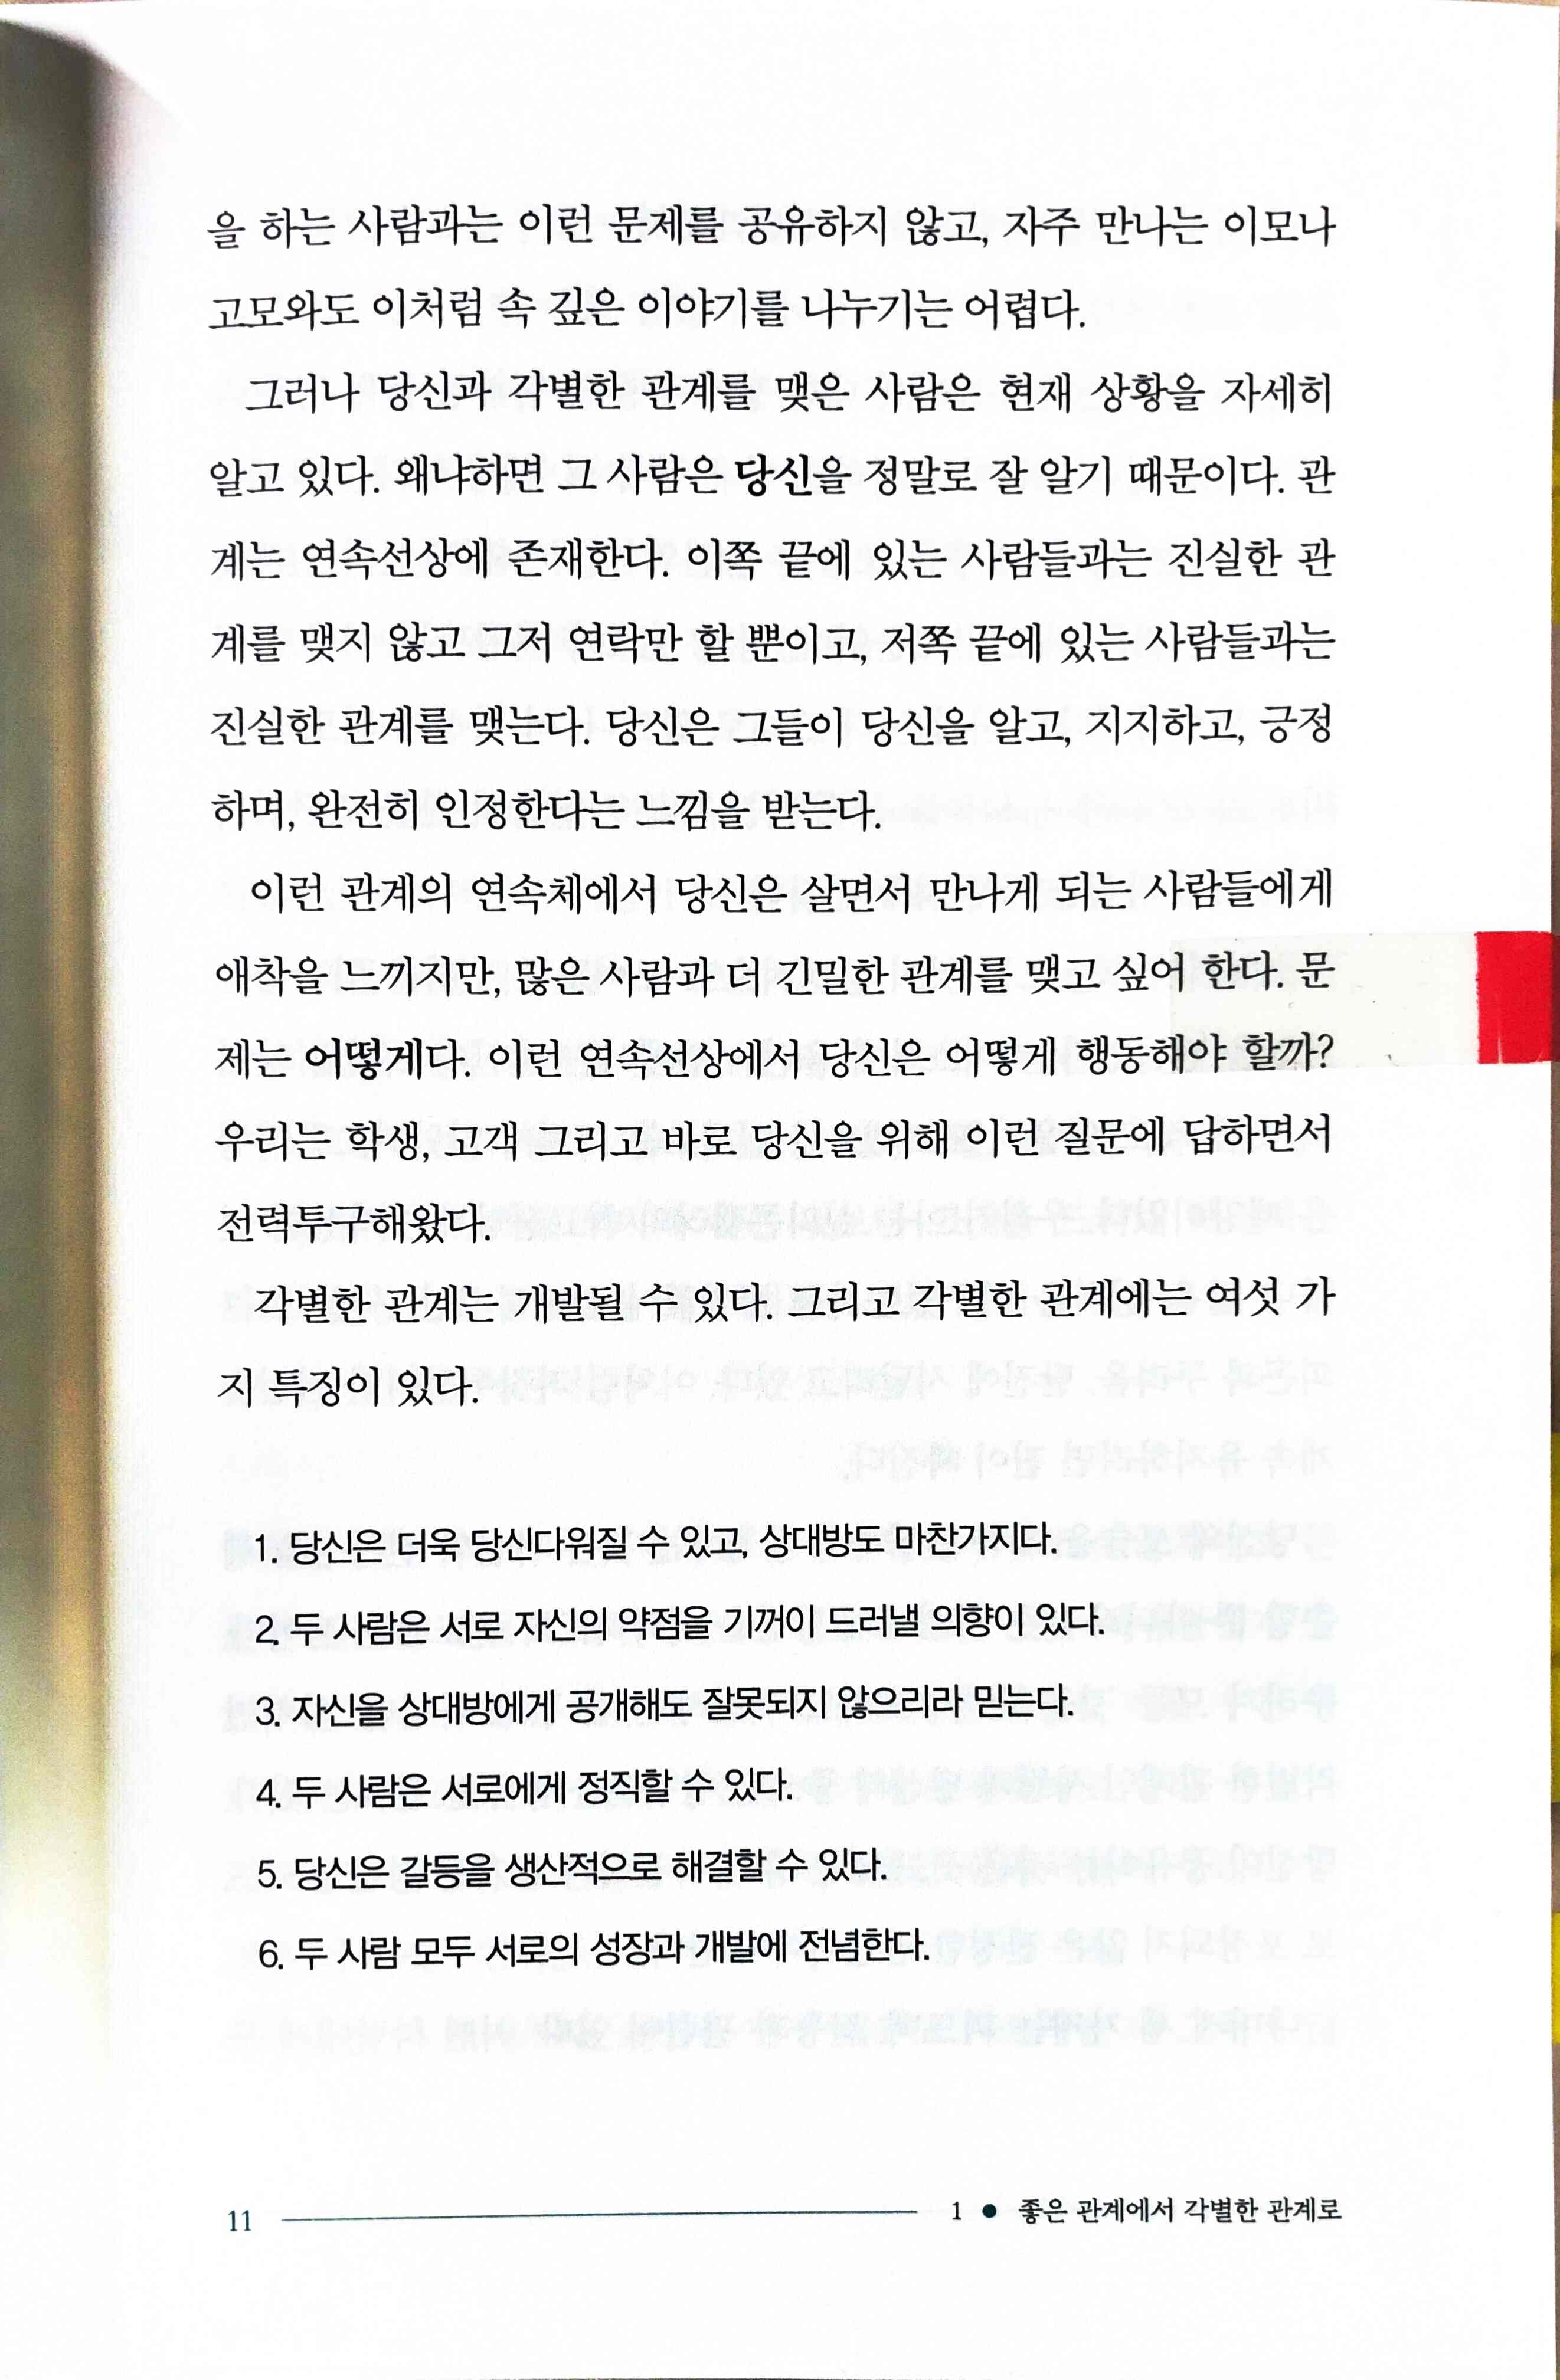 을 하는 사람과는 이런 문제를 공유하지 않고, 자주 만나는 이모나
고모와도 이처럼 속 깊은 이야기를 나누기는 어렵다.
그러나 당신과 각별한 관계를 맺은 사람은 현재 상황을 자세히
알고 있다. 왜냐하면 그 사람은 당신을 정말로 잘 알기 때문이다. 관
계는 연속선상에 존재한다. 이쪽 끝에 있는 사람들과는 진실한 관
계를 맺지 않고 그저 연락만 할 뿐이고, 저쪽 끝에 있는 사람들과는
진실한 관계를 맺는다. 당신은 그들이 당신을 알고, 지지하고, 긍정
하며, 완전히 인정한다는 느낌을 받는다.
이런 관계의 연속체에서 당신은 살면서 만나게 되는 사람들에게
애착을 느끼지만, 많은 사람과 더 긴밀한 관계를 맺고 싶어 한다. 문
제는 어떻게다. 이런 연속선상에서 당신은 어떻게 행동해야 할까?
우리는 학생, 고객 그리고 바로 당신을 위해 이런 질문에 답하면서
전력투구해왔다.
각별한 관계는 개발될 수 있다. 그리고 각별한 관계에는 여섯 가
지 특징이 있다.
1. 당신은 더욱 당신다워질 수 있고, 상대방도 마찬가지다.
2. 두 사람은 서로 자신의 약점을 기꺼이 드러낼 의향이 있다.
3. 자신을 상대방에게 공개해도 잘못되지 않으리라 믿는다.
4. 두 사람은 서로에게 정직할 수 있다.
5. 당신은 갈등을 생산적으로 해결할 수 있다.
6. 두 사람 모두 서로의 성장과 개발에 전념한다.
11 1 ● 좋은 관계에서 각별한 관계로